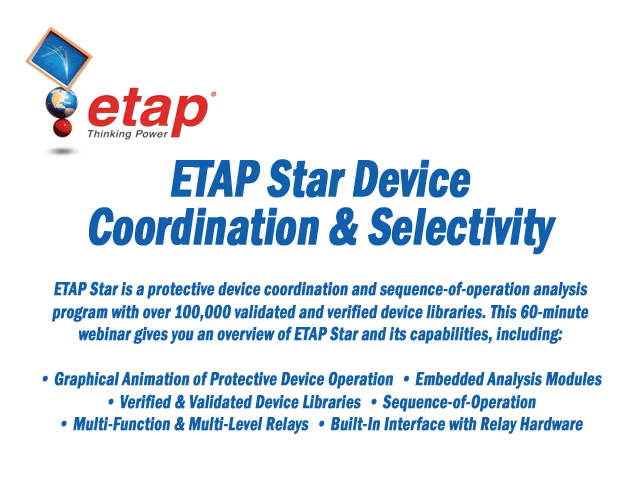 etap®
Thinking Power
ETAP Star Device
Coordination & Selectivity
ETAP Star is a protective device coordination and sequence-of-operation analysis
program with over 100,000 validated and verified device libraries. This 60-minute
webinar gives you an overview of ETAP Star and its capabilities, including:
• Graphical Animation of Protective Device Operation • Embedded Analysis Modules
• Verified & Validated Device Libraries • Sequence-of-Operation
• Multi-Function & Multi-Level Relays • Built-In Interface with Relay Hardware